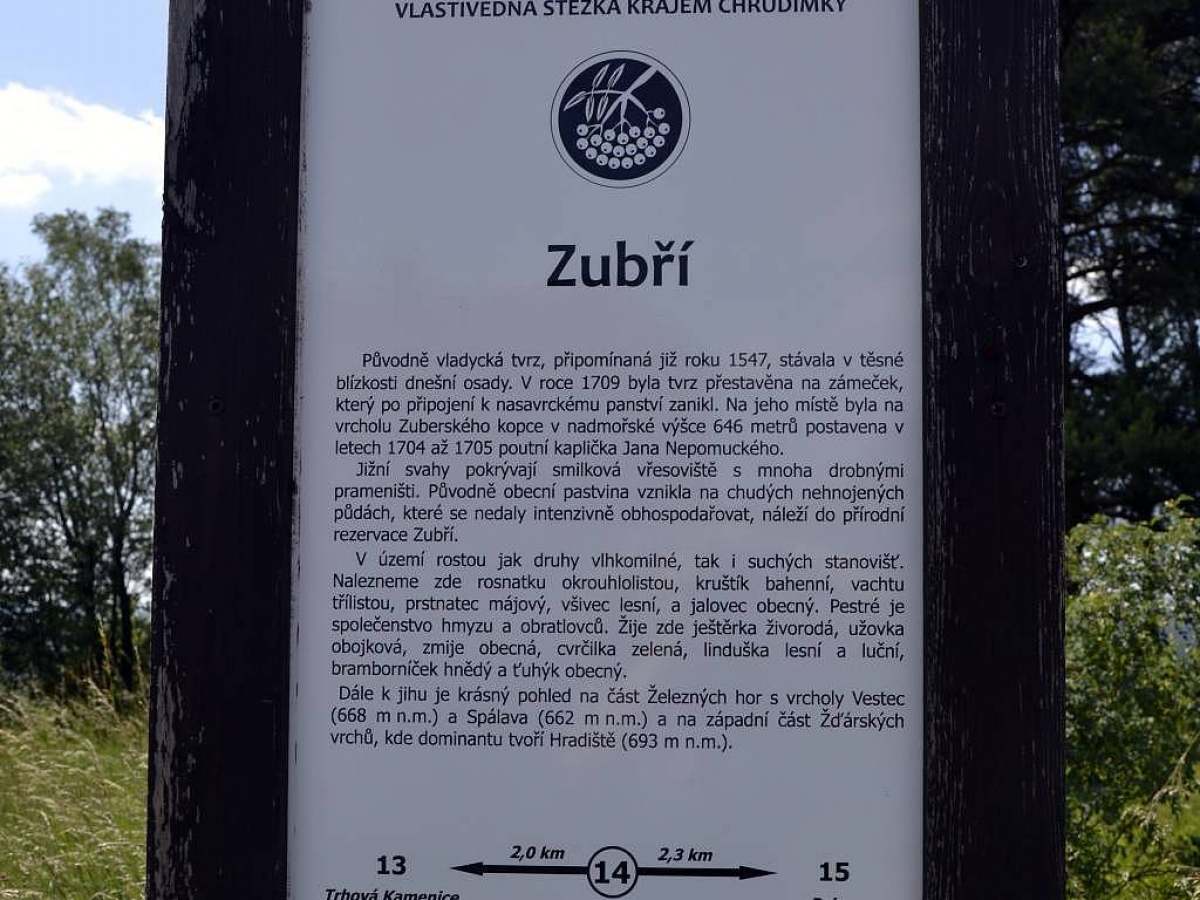 VLASTIVĚDNÁ STEZKA KRAJEM CHRUDIMKY
Zubří
Původně vladycká tvrz, připomínaná již roku 1547, stávala v těsné
blízkosti dnešní osady. V roce 1709 byla tvrz přestavěna na zámeček,
který po připojení k nasavrckému panství zanikl. Na jeho místě byla na
vrcholu Zuberského kopce v nadmořské výšce 646 metrů postavena v
letech 1704 až 1705 poutní kaplička Jana Nepomuckého.
Jižní svahy pokrývají smilková vřesoviště s mnoha drobnými
prameništi. Původně obecní pastvina vznikla na chudých nehnojených
půdách, které se nedaly intenzivně obhospodařovat, náleží do přírodní
rezervace Zubří.
V území rostou jak druhy vlhkomilné, tak i suchých stanovišť.
Nalezneme zde rosnatku okrouhlolistou, kruštík bahenní, vachtu
třílistou, prstnatec májový, všivec lesní, a jalovec obecný. Pestré je
společenstvo hmyzu a obratlovců. Žije zde ještěrka živorodá, užovka
obojková, zmije obecná, cvrčilka zelená, linduška lesní a luční,
bramborníček hnědý a ťuhýk obecný.
Dále k jihu je krásný pohled na část Železných hor s vrcholy Vestec
(668 m n.m.) a Spálava (662 m n.m.) a na západní část Žďárských
vrchů, kde dominantu tvoří Hradiště (693 m n.m.).
13 2,0 km 14 2,3 km 15
Trhová Kamenice